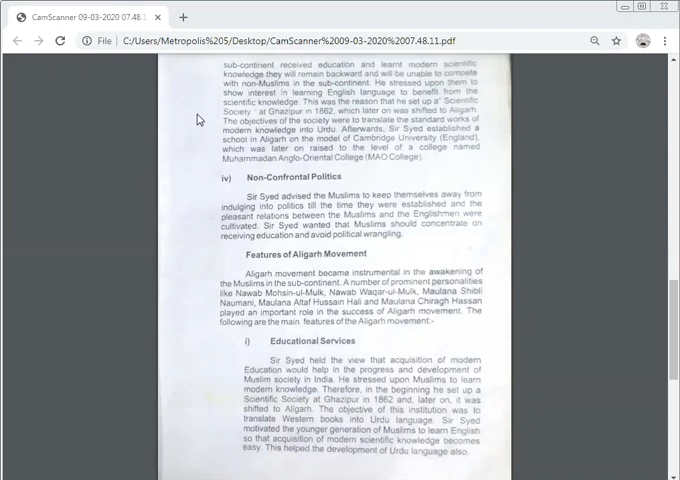 CamScanner 09-03-2020 07.48.11.p
File | C:/Users/Metropolis%205/Desktop/CamScanner%2009-03-2020%2007.48.11.pdf
sub-continent received education and learnt modern scientific
knowledge they will remain backward and will be unable to compete
with non-Muslims in the sub-continent. He stressed upon them to
show interest in learning English language to benefit from the
scientific knowledge. This was the reason that he set up a" Scientific
Society " at Ghazipur in 1862, which later on was shifted to Aligarh.
The objectives of the society were to translate the standard works of
modern knowledge into Urdu. Afterwards, Sir Syed established a
school in Aligarh on the model of Cambridge University (England),
which was later on raised to the level of a college named
Muhammadan Anglo-Oriental College (MAO College).
iv) Non-Confrontal Politics
Sir Syed advised the Muslims to keep themselves away from
indulging into politics till the time they were established and the
pleasant relations between the Muslims and the Englishmen were
cultivated. Sir Syed wanted that Muslims should concentrate on
receiving education and avoid political wrangling.
Features of Aligarh Movement
Aligarh movement became instrumental in the awakening of
the Muslims in the sub-continent. A number of prominent personalities
like Nawab Mohsin-ul-Mulk, Nawab Waqar-ul-Mulk, Maulana Shibli
Naumani, Maulana Altaf Hussain Hali and Maulana Chiragh Hassan
played an important role in the success of Aligarh movement. The
following are the main features of the Aligarh movement:-
i) Educational Services
Sir Syed held the view that acquisition of modern
Education would help in the progress and development of
Muslim society in India. He stressed upon Muslims to learn
modern knowledge. Therefore, in the beginning he set up a
Scientific Society at Ghazipur in 1862 and, later on, it was
shifted to Aligarh. The objective of this institution was to
translate Western books into Urdu language. Sir Syed
motivated the younger generation of Muslims to learn English
so that acquisition of modern scientific knowledge becomes
easy. This helped the development of Urdu language also.